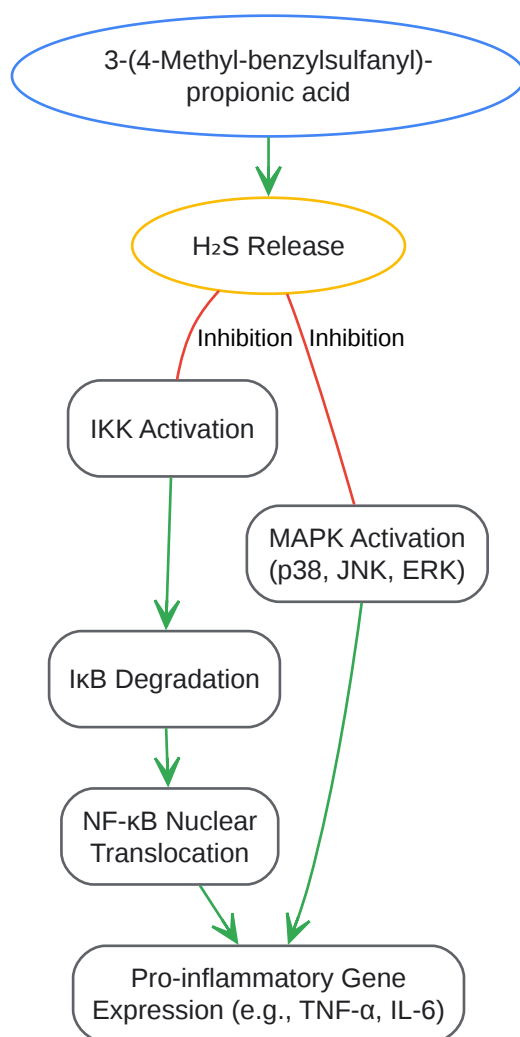 3-(4-Methyl-benzylsulfanyl)-
propionic acid
H₂S Release
Inhibition
Inhibition
IKK Activation
MAPK Activation
(p38, JNK, ERK)
IκB Degradation
NF-κB Nuclear
Translocation
Pro-inflammatory Gene
Expression (e.g., TNF-α, IL-6)